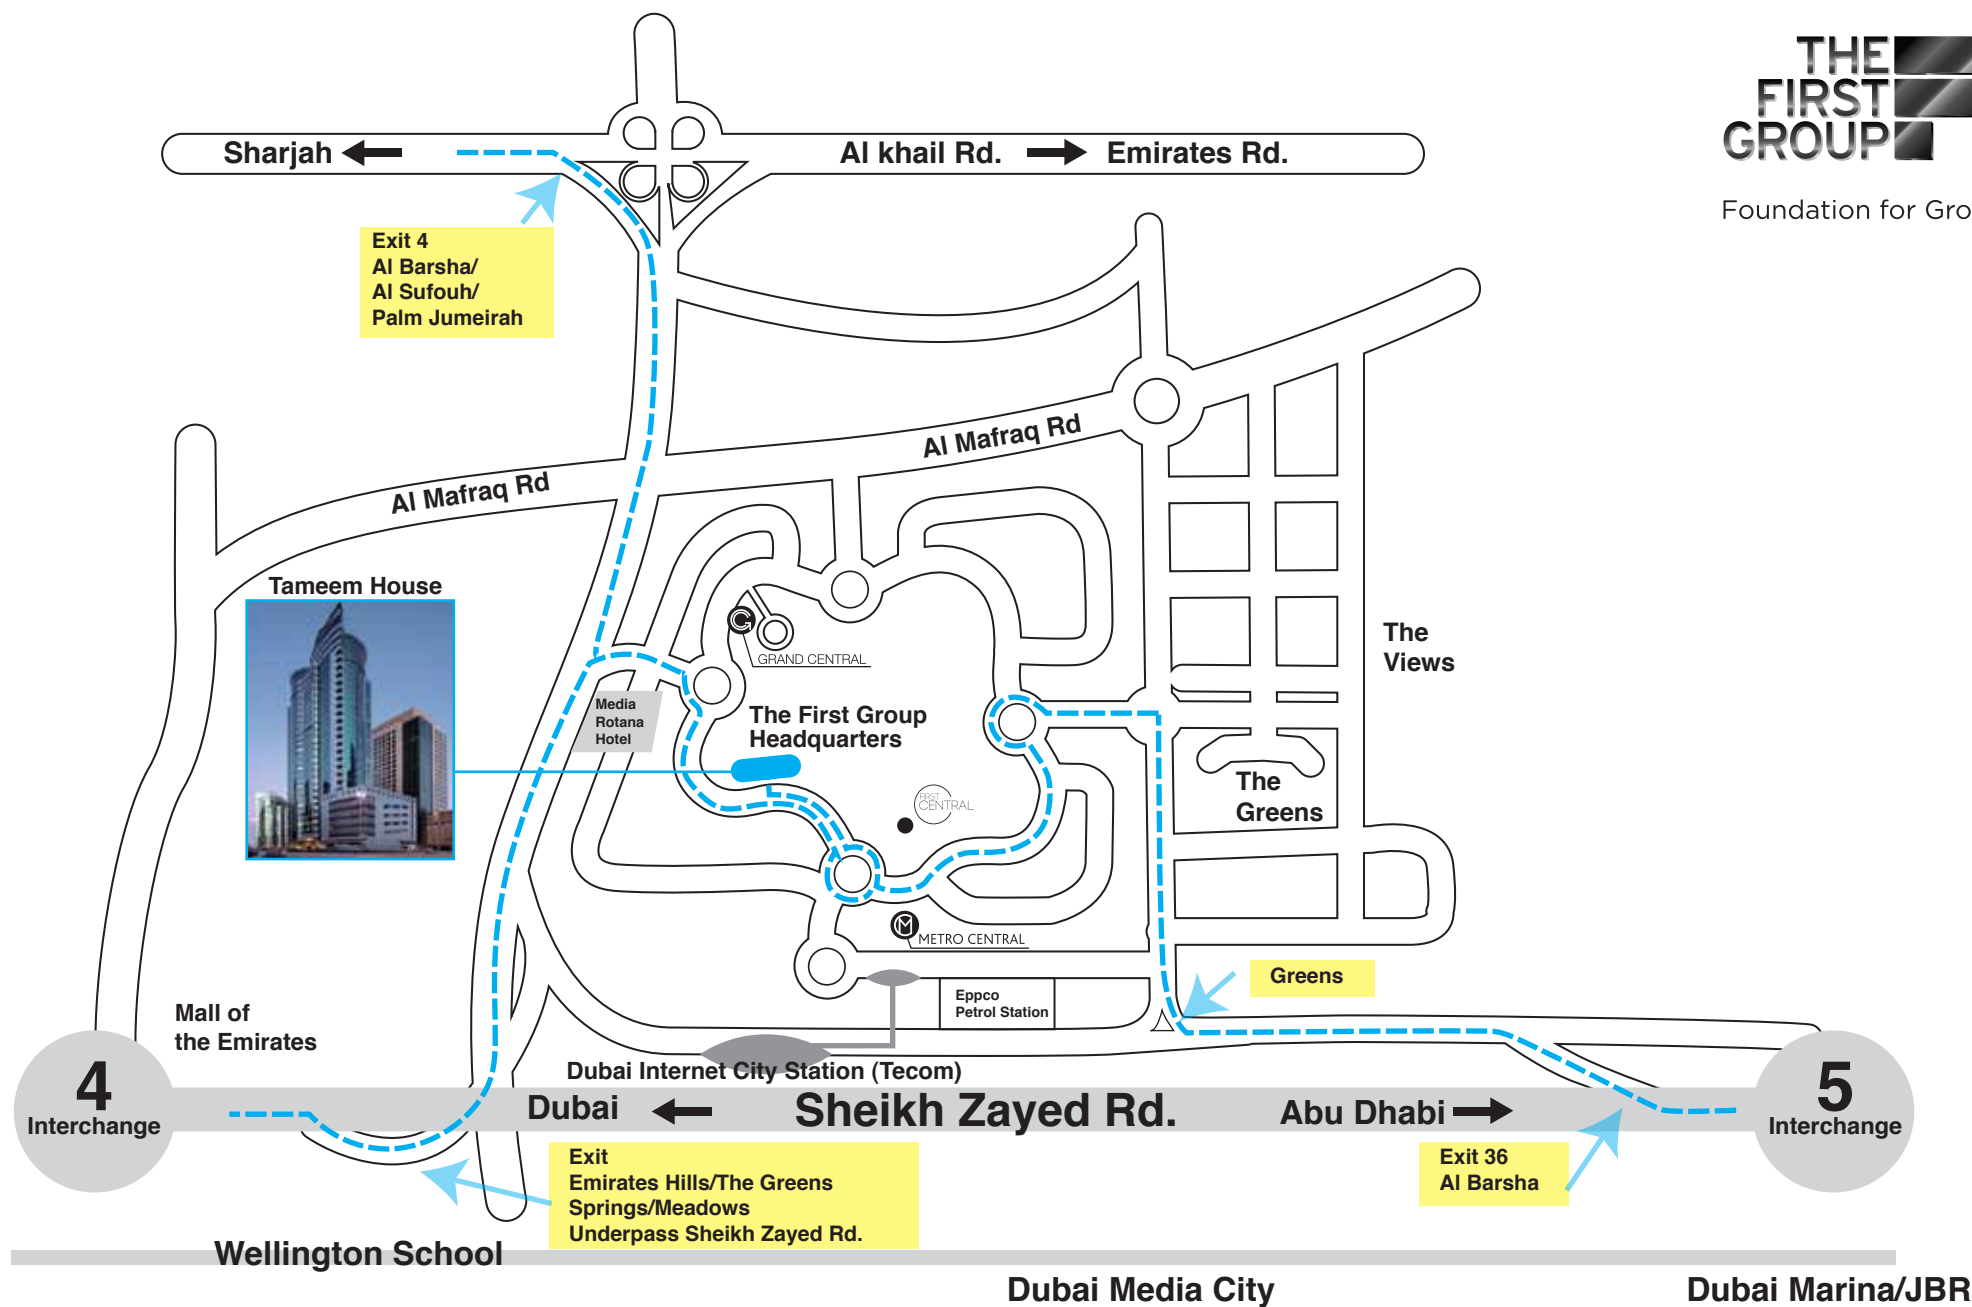 THE
FIRST
GROUP
Foundation for Gro
Sharjah
Al khail Rd.
Emirates Rd.
Exit 4
Al Barsha/
Al Sufouh/
Palm Jumeirah
Al Mafraq Rd
Al Mafraq Rd
Tameem House
GRAND CENTRAL
The
Views
Media
Rotana
Hotel
The First Group
Headquarters
FIRST
CENTRAL
The
Greens
M
METRO CENTRAL
Greens
Eppco
Petrol Station
Mall of
the Emirates
4
Interchange
Dubai Internet City Station (Tecom)
Dubai
Sheikh Zayed Rd.
Abu Dhabi
5
Interchange
Exit
Emirates Hills/The Greens
Springs/Meadows
Underpass Sheikh Zayed Rd.
Exit 36
Al Barsha
Wellington School
Dubai Media City
Dubai Marina/JBR